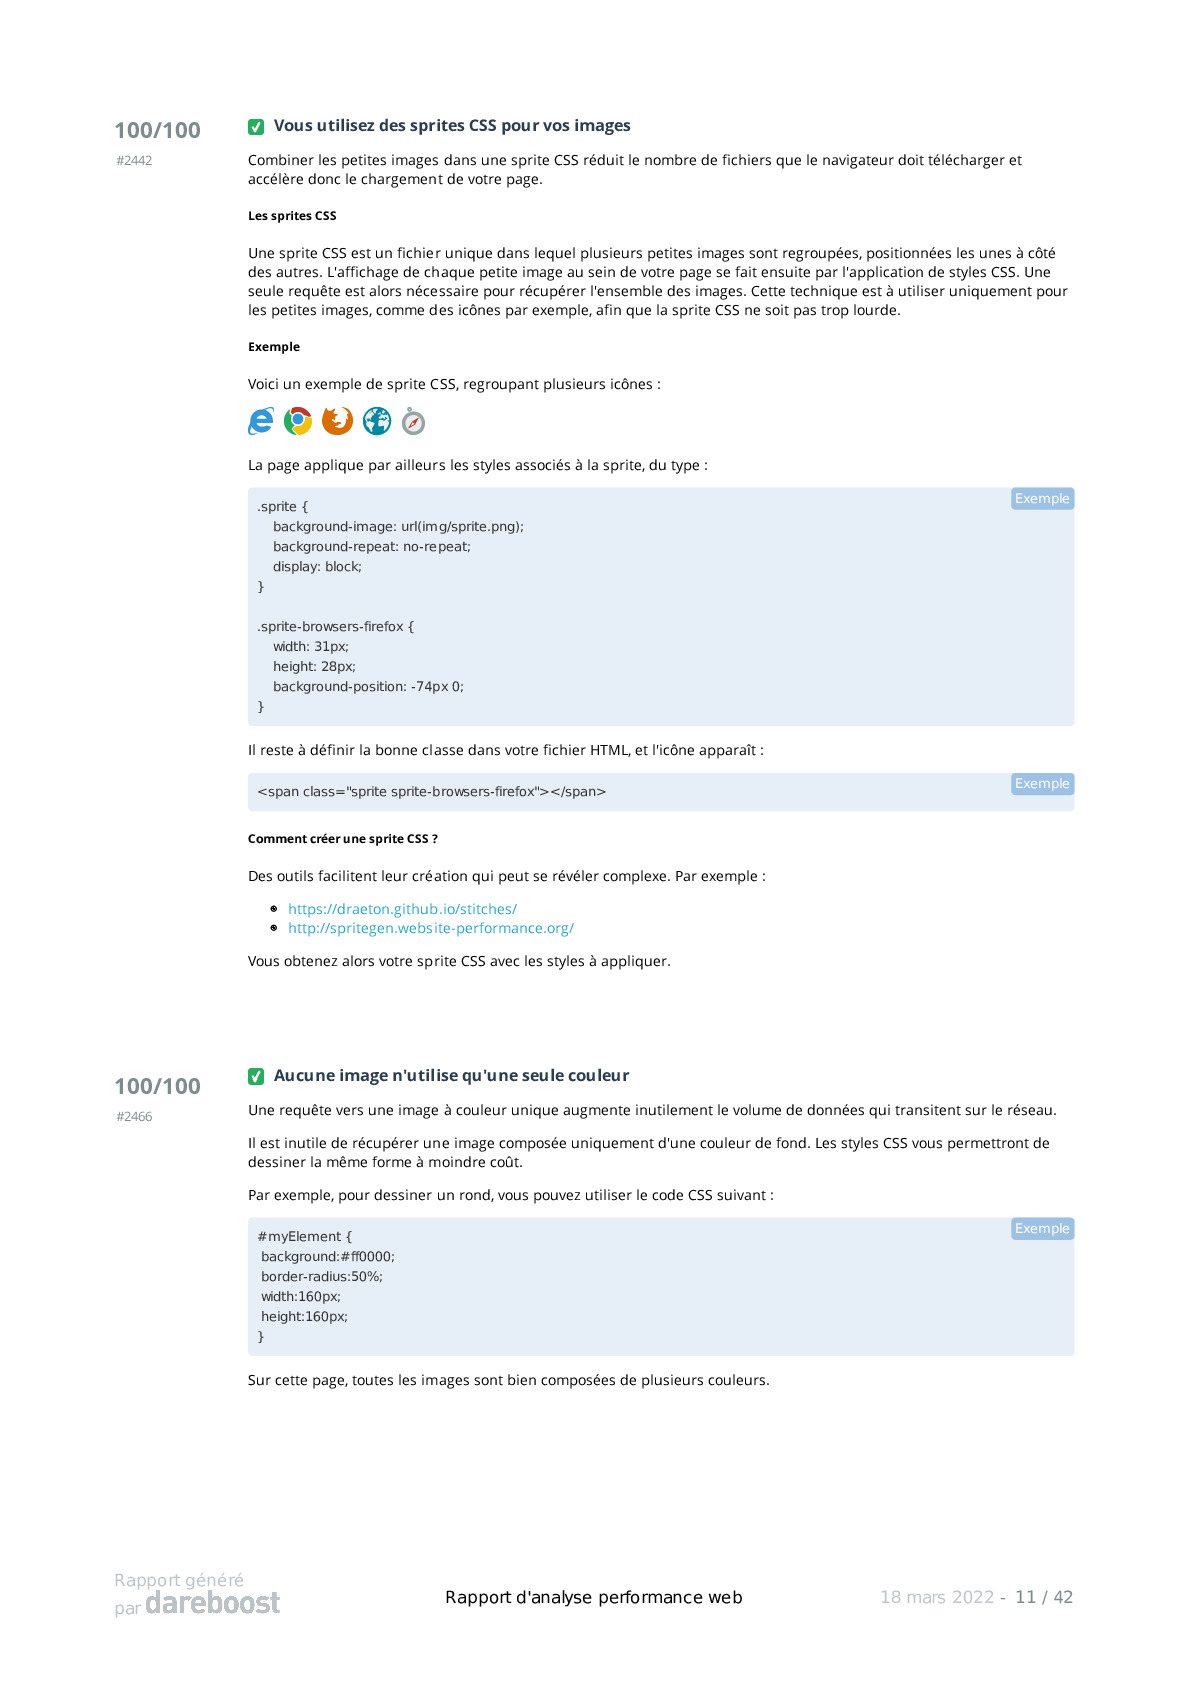 100/100
#2442
Vous utilisez des sprites CSS pour vos images
Combiner les petites images dans une sprite CSS réduit le nombre de fichiers que le navigateur doit télécharger et
accélère donc le chargement de votre page.
Les sprites CSS
Une sprite CSS est un fichier unique dans lequel plusieurs petites images sont regroupées, positionnées les unes à côté
des autres. L'affichage de chaque petite image au sein de votre page se fait ensuite par l'application de styles CSS. Une
seule requête est alors nécessaire pour récupérer l'ensemble des images. Cette technique est à utiliser uniquement pour
les petites images, comme des icônes par exemple, afin que la sprite CSS ne soit pas trop lourde.
Exemple
Voici un exemple de sprite CSS, regroupant plusieurs icônes :
La page applique par ailleurs les styles associés à la sprite, du type :
Exemple
.sprite {
    background-image: url(img/sprite.png);
    background-repeat: no-repeat;
    display: block;
}
.sprite-browsers-firefox {
    width: 31px;
    height: 28px;
    background-position: -74px 0;
}
Il reste à définir la bonne classe dans votre fichier HTML, et l'icône apparaît :
Exemple
<span class="sprite sprite-browsers-firefox"></span>
Comment créer une sprite CSS ?
Des outils facilitent leur création qui peut se révéler complexe. Par exemple :
• https://draeton.github.io/stitches/
• http://spritegen.website-performance.org/
Vous obtenez alors votre sprite CSS avec les styles à appliquer.
100/100
#2466
Aucune image n'utilise qu'une seule couleur
Une requête vers une image à couleur unique augmente inutilement le volume de données qui transitent sur le réseau.
Il est inutile de récupérer une image composée uniquement d'une couleur de fond. Les styles CSS vous permettront de
dessiner la même forme à moindre coût.
Par exemple, pour dessiner un rond, vous pouvez utiliser le code CSS suivant :
Exemple
#myElement {
 background:#ff0000;
 border-radius:50%;
 width:160px;
 height:160px;
}
Sur cette page, toutes les images sont bien composées de plusieurs couleurs.
Rapport généré
par dareboost
Rapport d'analyse performance web
18 mars 2022 - 11 / 42